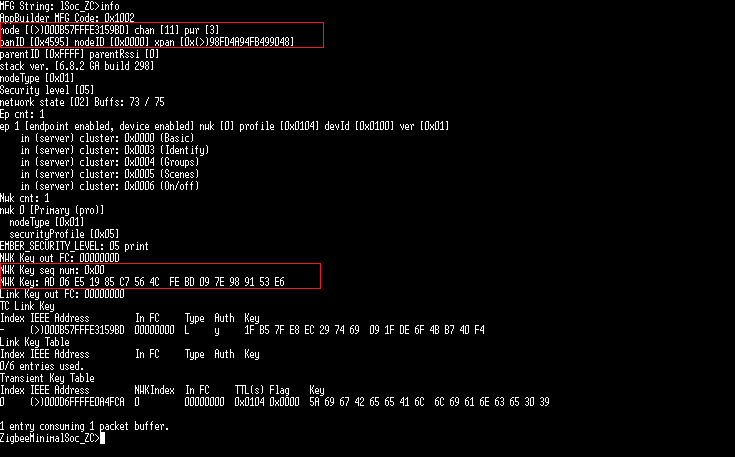 MFG String: lSoc_ZC>info
AppBuilder MFG Code: 0x1002
node [(>)000B57FFFE3159BD] chan [11] pwr [3]
panID [0x4595] nodeID [0x0000] xpan [0x(>)98FD4A94FB499048]
parentID [0xFFFF] parentRssi [0]
stack ver. [6.8.2 GA build 298]
nodeType [0x01]
Security level [05]
network state [02] Buffs: 73 / 75
Ep cnt: 1
ep 1 [endpoint enabled, device enabled] nwk [0] profile [0x0104] devId [0x0100] ver [0x01]
    in (server) cluster: 0x0000 (Basic)
    in (server) cluster: 0x0003 (Identify)
    in (server) cluster: 0x0004 (Groups)
    in (server) cluster: 0x0005 (Scenes)
    in (server) cluster: 0x0006 (On/off)
Nwk cnt: 1
nwk 0 [Primary (pro)]
  nodeType [0x01]
  securityProfile [0x05]
EMBER_SECURITY_LEVEL: 05 print
NWK Key out FC: 0000000D
NWK Key seq num: 0x00
NWK Key: AD 06 E5 19 85 C7 56 4C  FE BD 09 7E 98 91 53 E6
Link Key out FC: 00000000
TC Link Key
Index IEEE Address         In FC     Type  Auth  Key
-     (>)000B57FFFE3159BD  00000000  L     y     1F B5 7F E8 EC 29 74 69  09 1F DE 6F 4B B7 40 F4
Link Key Table
Index IEEE Address         In FC     Type  Auth  Key
0/6 entries used.
Transient Key Table
Index IEEE Address         NWKIndex  In FC     TTL(s) Flag    Key
0     (>)000D6FFFFE0A4FCA  0         00000000  0x0104 0x0000  5A 69 67 42 65 65 41 6C  6C 69 61 6E 63 65 30 39
1 entry consuming 1 packet buffer.
ZigbeeMinimalSoc_ZC>